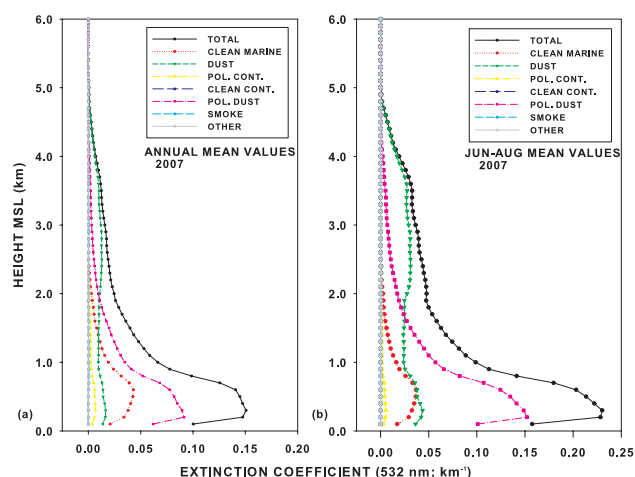 6.0
5.0
4.0
3.0
2.0
1.0
0.0
HEIGHT MSL (km)
TOTAL
CLEAN MARINE
DUST
POL. CONT.
CLEAN CONT.
POL. DUST
SMOKE
OTHER
ANNUAL MEAN VALUES
2007
(a)
0.00
0.05
0.10
0.15
0.20
6.0
5.0
4.0
3.0
2.0
1.0
0.0
TOTAL
CLEAN MARINE
DUST
POL. CONT.
CLEAN CONT.
POL. DUST
SMOKE
OTHER
JUN-AUG MEAN VALUES
2007
(b)
0.00
0.05
0.10
0.15
0.20
0.25
EXTINCTION COEFFICIENT (532 nm; km⁻¹)